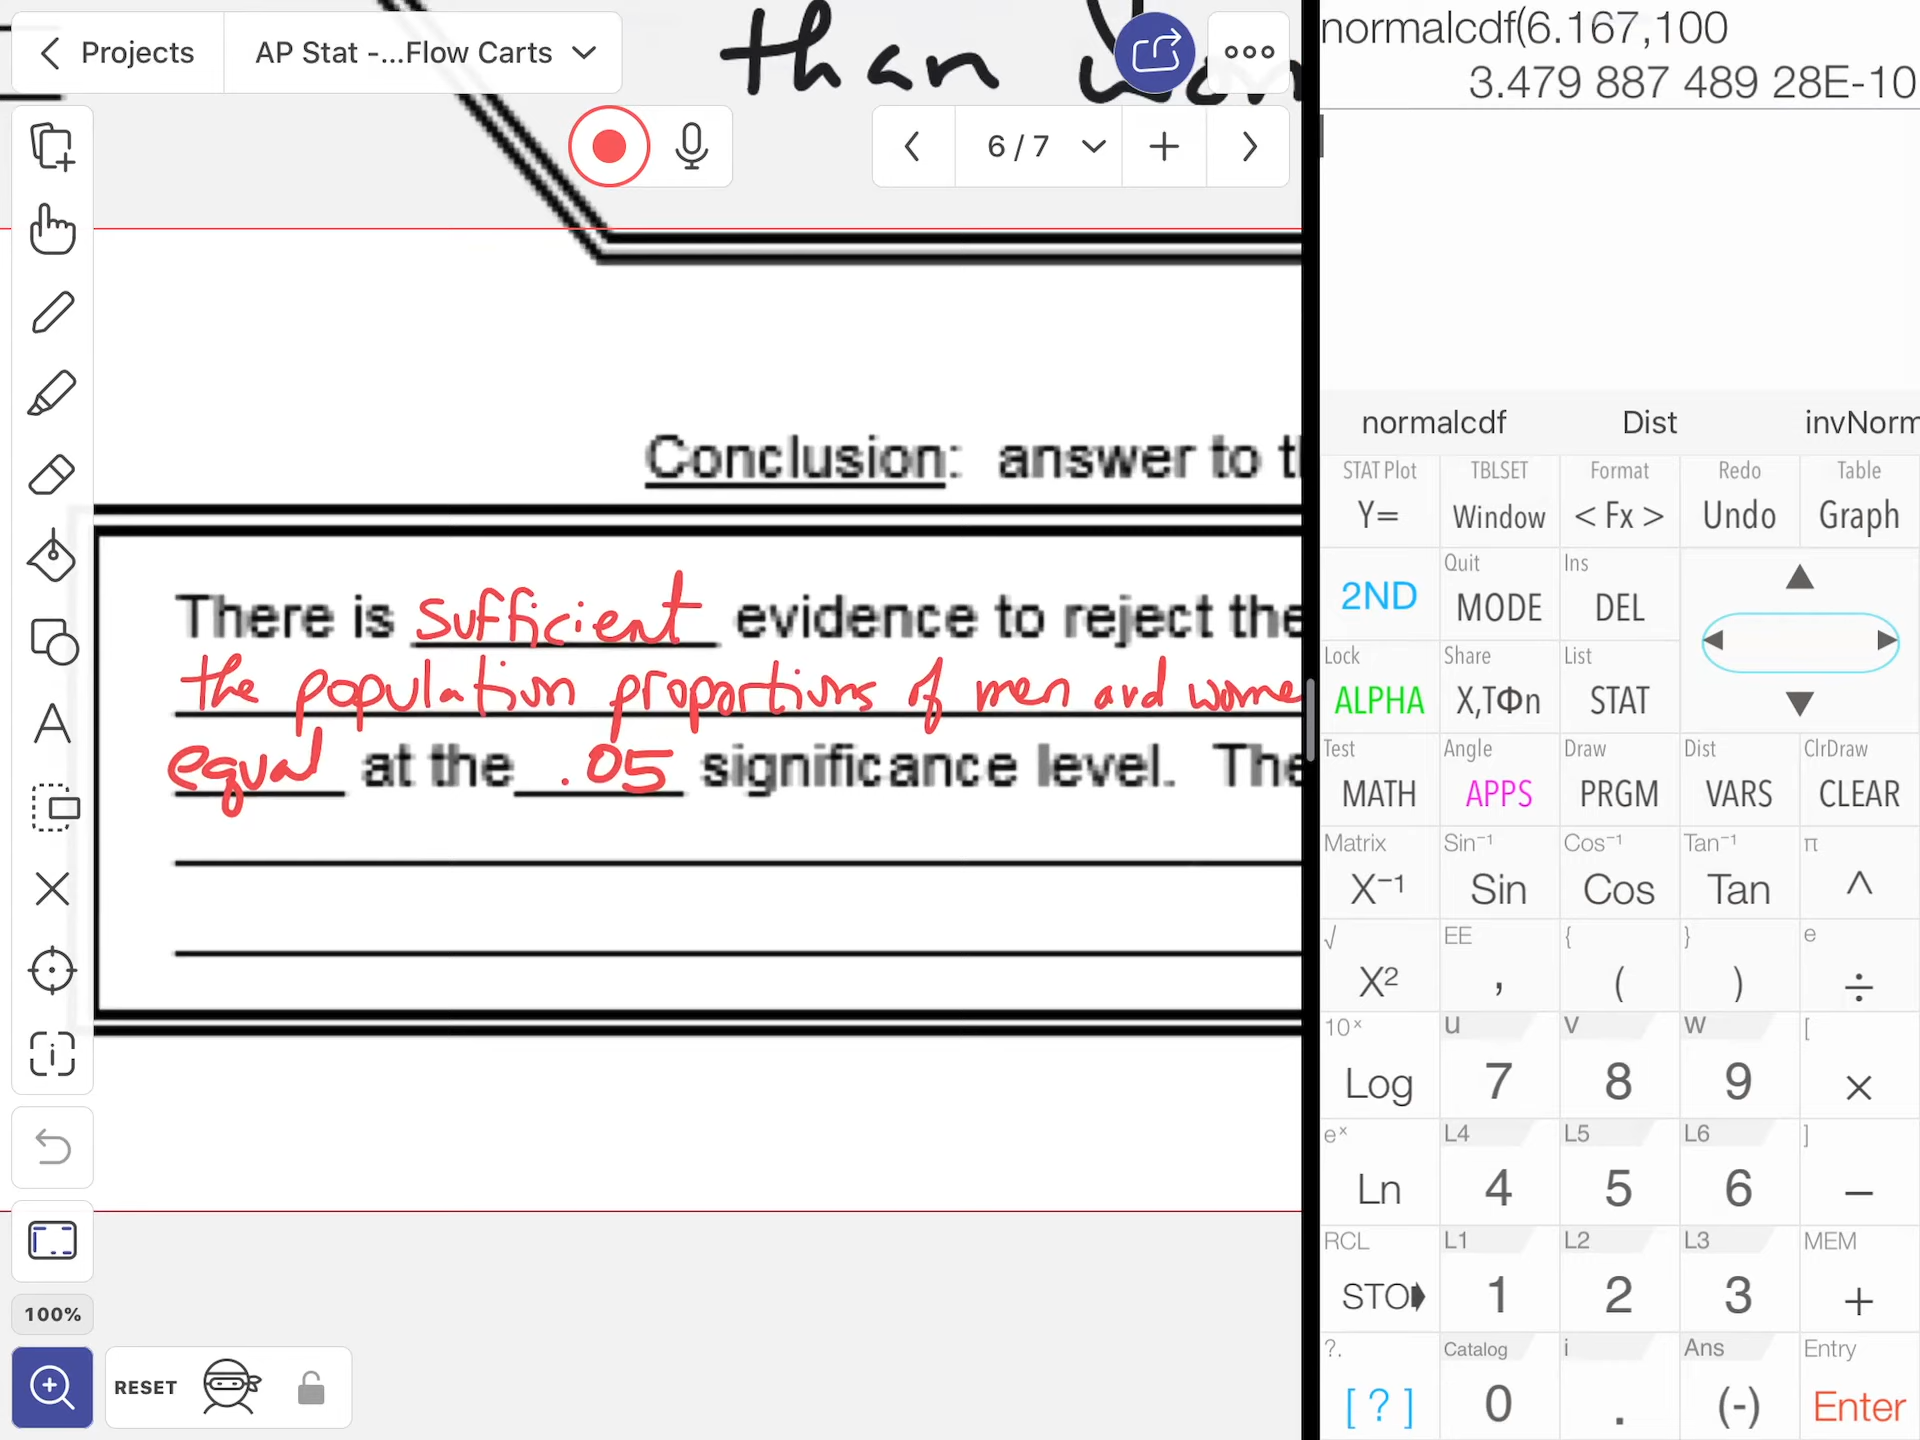 than
Projects
AP Stat -...Flow Carts
6 / 7
Conclusion: answer to t
There is sufficient evidence to reject the
the population proportions of men and wome
equal at the .05 significance level. The
100%
RESET
normalcdf(6.167,100
3.479 887 489 28E-10
normalcdf Dist invNorm
STAT Plot TBLSET Format Redo Table
Y= Window < Fx > Undo Graph
Quit Ins
2ND MODE DEL
Lock Share List
ALPHA X,TΦn STAT
Test Angle Draw Dist ClrDraw
MATH APPS PRGM VARS CLEAR
Matrix Sin⁻¹ Cos⁻¹ Tan⁻¹ π
X⁻¹ Sin Cos Tan ^
√ EE { } e
X² , ( ) ÷
10ˣ u v w [
Log 7 8 9 ×
eˣ L4 L5 L6 ]
Ln 4 5 6 −
RCL L1 L2 L3 MEM
STO 1 2 3 +
?. Catalog i Ans Entry
[ ? ] 0 . (-) Enter